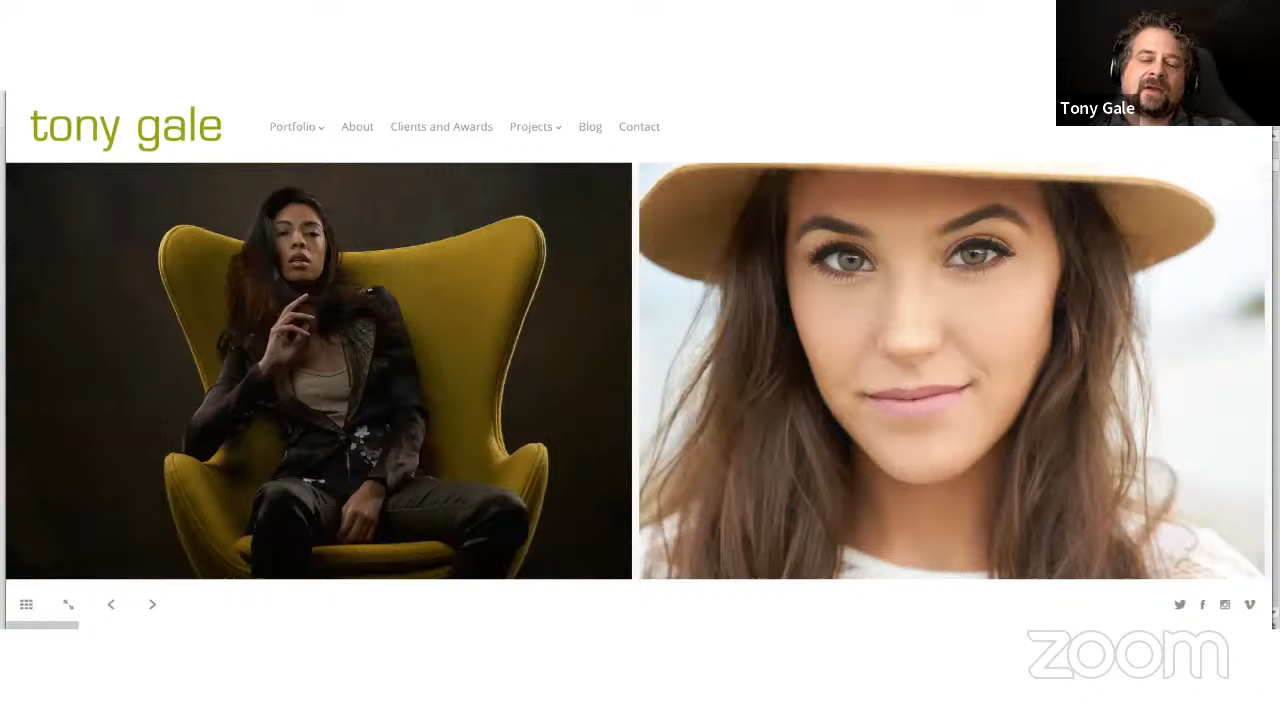 Tony Gale
tony gale
Portfolio About Clients and Awards Projects Blog Contact
zoom